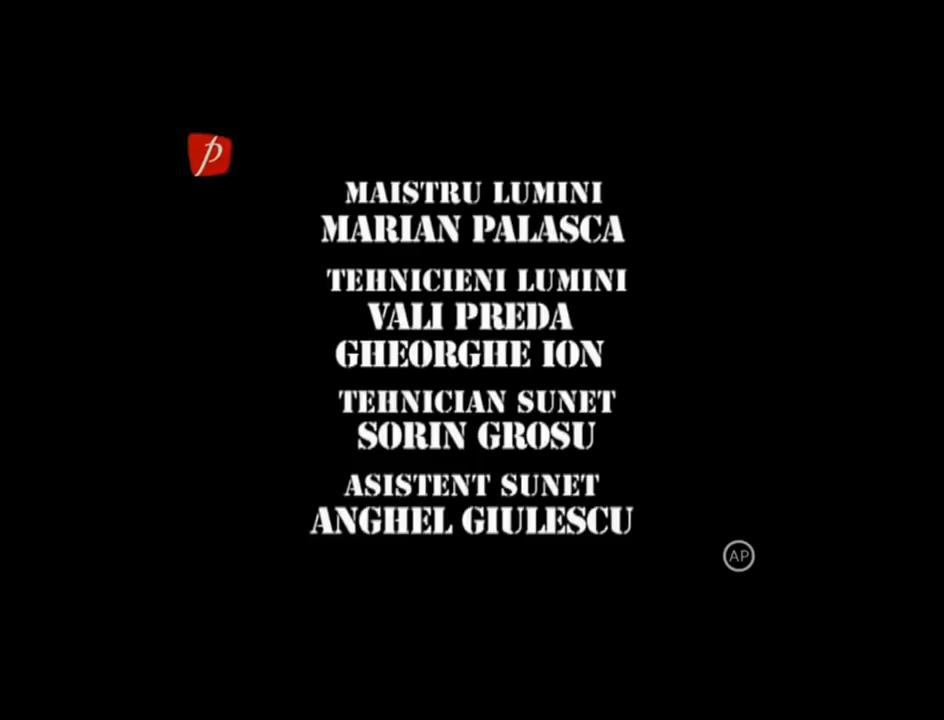 p
MAISTRU LUMINI
MARIAN PALASCA
TEHNICIENI LUMINI
VALI PREDA
GHEORGHE ION
TEHNICIAN SUNET
SORIN GROSU
ASISTENT SUNET
ANGHEL GIULESCU
AP